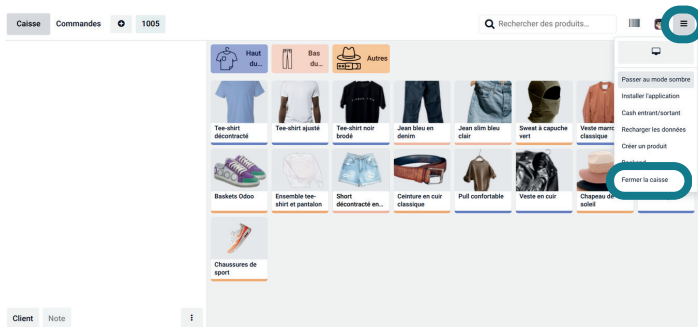 Caisse Commandes 1005 Rechercher des produits...
Haut du...
Bas du...
Autres
Passer au mode sombre
Installer l'application
Cash entrant/sortant
Recharger les données
Créer un produit
Fermer la caisse
Tee-shirt décontracté
Tee-shirt ajusté
Tee-shirt noir brodé
Jean bleu en denim
Jean slim bleu clair
Sweat à capuche vert
Veste
classique
Baskets Odoo
Ensemble tee-shirt et pantalon
Short décontracté en...
Ceinture en cuir classique
Pull confortable
Veste en cuir
Chapeau de soleil
Chaussures de sport
Client Note